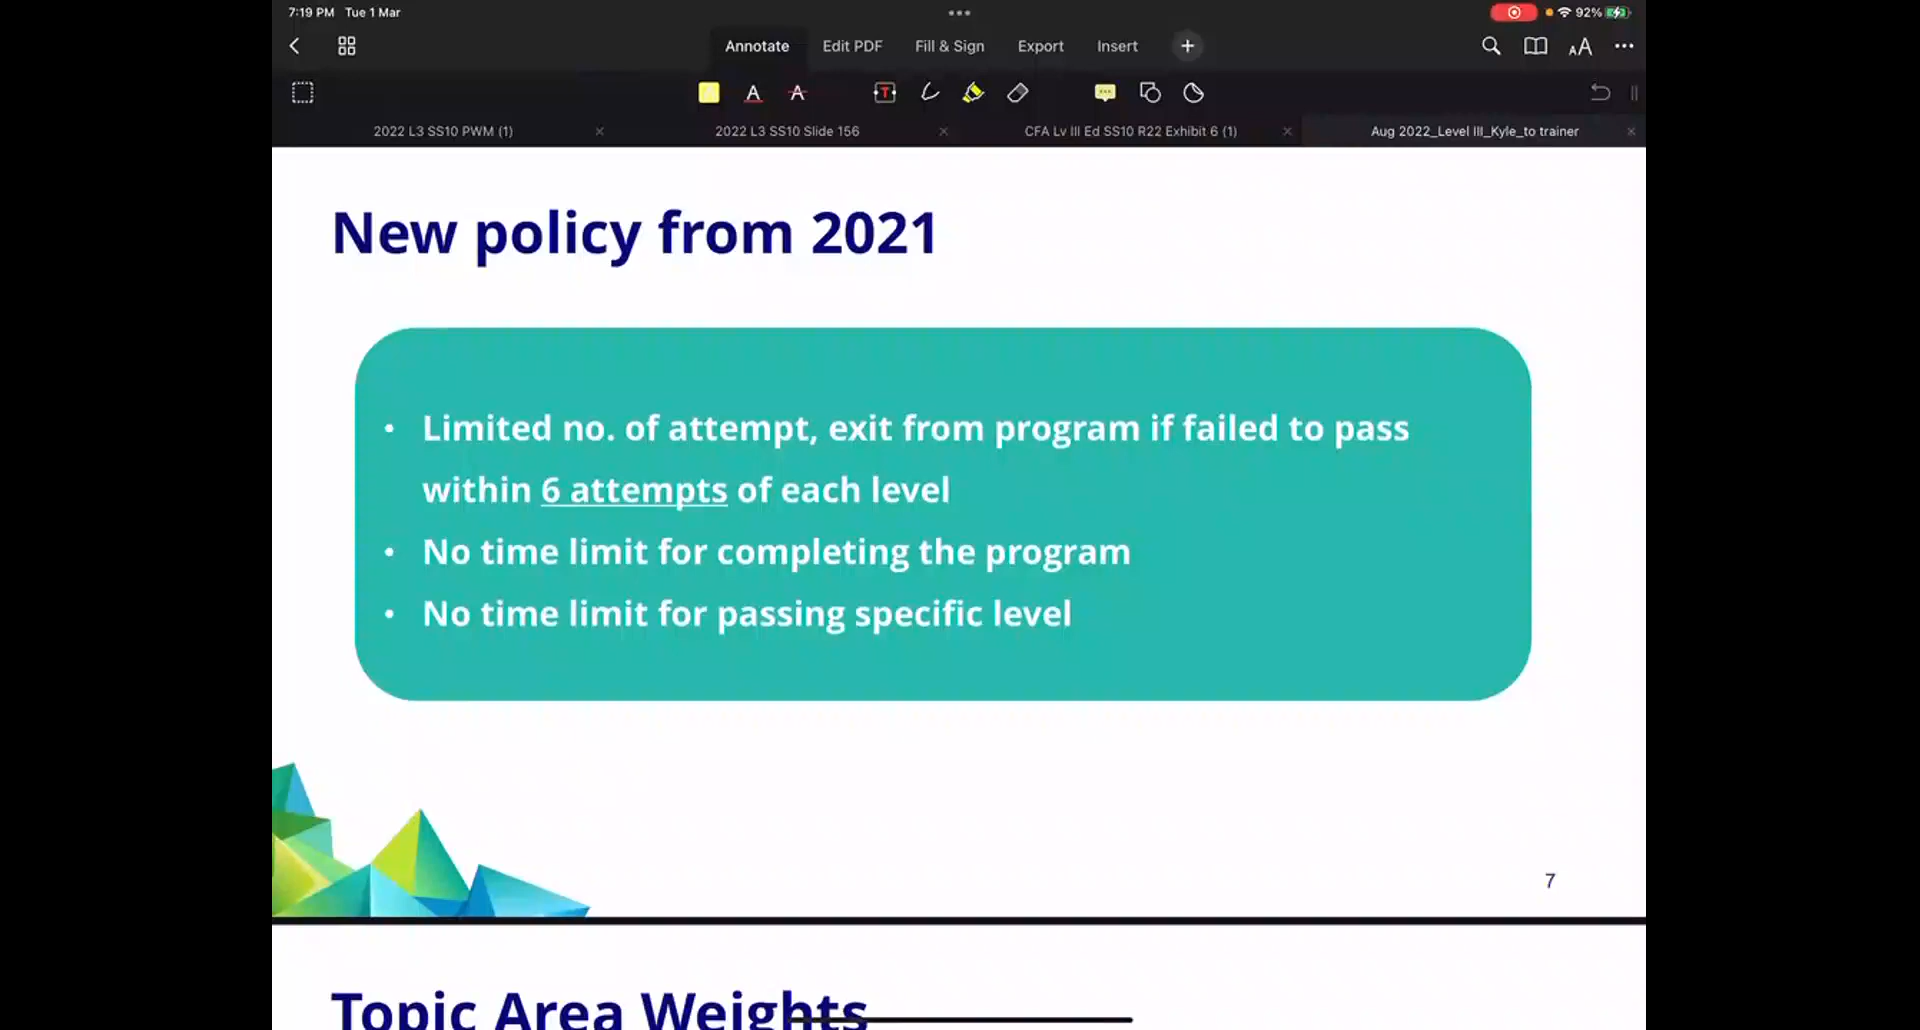 7:19 PM Tue 1 Mar
92%
Annotate Edit PDF Fill & Sign Export Insert
2022 L3 SS10 PWM (1)
2022 L3 SS10 Slide 156
CFA Lv III Ed SS10 R22 Exhibit 6 (1)
Aug 2022_Level III_Kyle_to trainer
New policy from 2021
• Limited no. of attempt, exit from program if failed to pass
within 6 attempts of each level
• No time limit for completing the program
• No time limit for passing specific level
7
Topic Area Weights